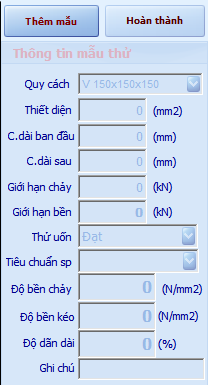 Thêm mẫu Hoàn thành
Thông tin mẫu thử
Quy cách V 150x150x150
Thiết diện 0 (mm2)
C.dài ban đầu 0 (mm)
C.dài sau 0 (mm)
Giới hạn chảy 0 (kN)
Giới hạn bền 0 (kN)
Thử uốn Đạt
Tiêu chuẩn sp
Độ bền chảy 0 (N/mm2)
Độ bền kéo 0 (N/mm2)
Độ dãn dài 0 (%)
Ghi chú